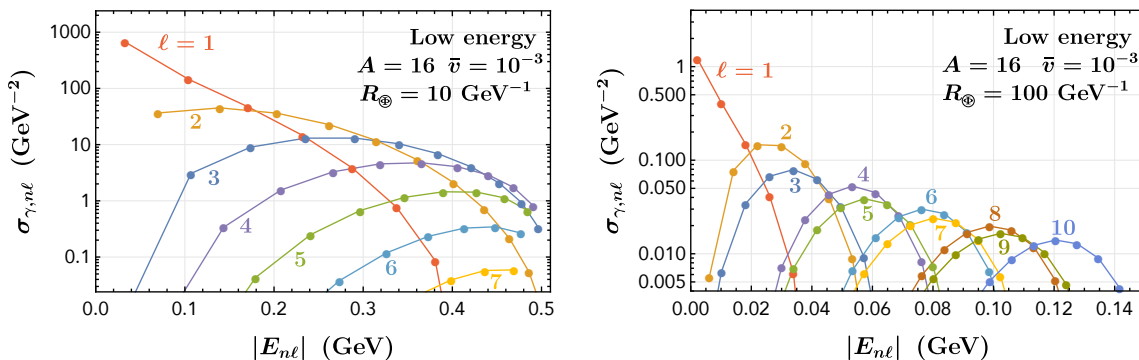 1000
100
10
1
0.1
σγ,nℓ (GeV⁻²)
ℓ = 1
2
3
4
5
6
7
Low energy
A = 16 v̄ = 10⁻³
R⊕ = 10 GeV⁻¹
0.0 0.1 0.2 0.3 0.4 0.5
|Enℓ| (GeV)
1
0.500
0.100
0.050
0.010
0.005
σγ,nℓ (GeV⁻²)
ℓ = 1
2
3
4
5
6
7
8
9
10
Low energy
A = 16 v̄ = 10⁻³
R⊕ = 100 GeV⁻¹
0.00 0.02 0.04 0.06 0.08 0.10 0.12 0.14
|Enℓ| (GeV)